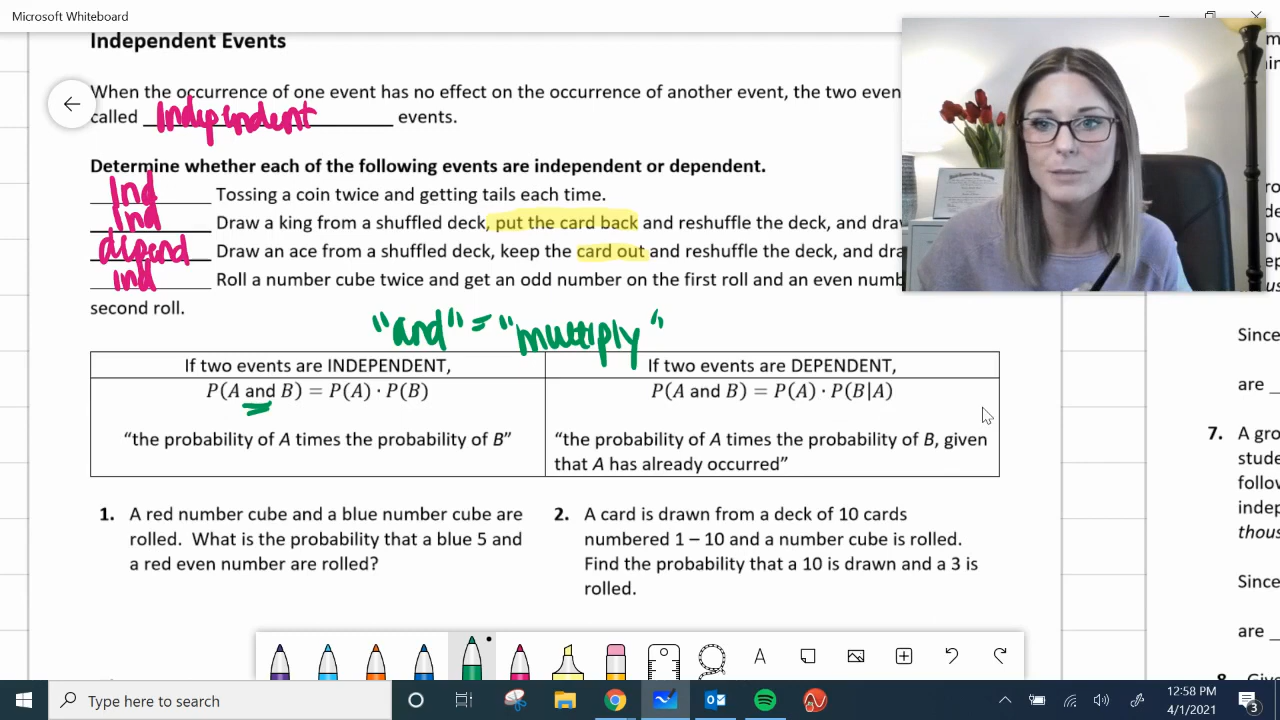 Microsoft Whiteboard
Independent Events
When the occurrence of one event has no effect on the occurrence of another event, the two even
called Independent events.
Determine whether each of the following events are independent or dependent.
Ind Tossing a coin twice and getting tails each time.
Ind Draw a king from a shuffled deck, put the card back and reshuffle the deck, and draw
depend Draw an ace from a shuffled deck, keep the card out and reshuffle the deck, and dra
ind Roll a number cube twice and get an odd number on the first roll and an even numb
second roll.
"and" = "multiply"
If two events are INDEPENDENT,
P(A and B) = P(A) · P(B)
"the probability of A times the probability of B"
If two events are DEPENDENT,
P(A and B) = P(A) · P(B|A)
"the probability of A times the probability of B, given
that A has already occurred"
1. A red number cube and a blue number cube are
rolled. What is the probability that a blue 5 and
a red even number are rolled?
2. A card is drawn from a deck of 10 cards
numbered 1 – 10 and a number cube is rolled.
Find the probability that a 10 is drawn and a 3 is
rolled.
Since
are
7. A gro
stude
follov
indep
thous
Since
are
Type here to search
12:58 PM
4/1/2021
3